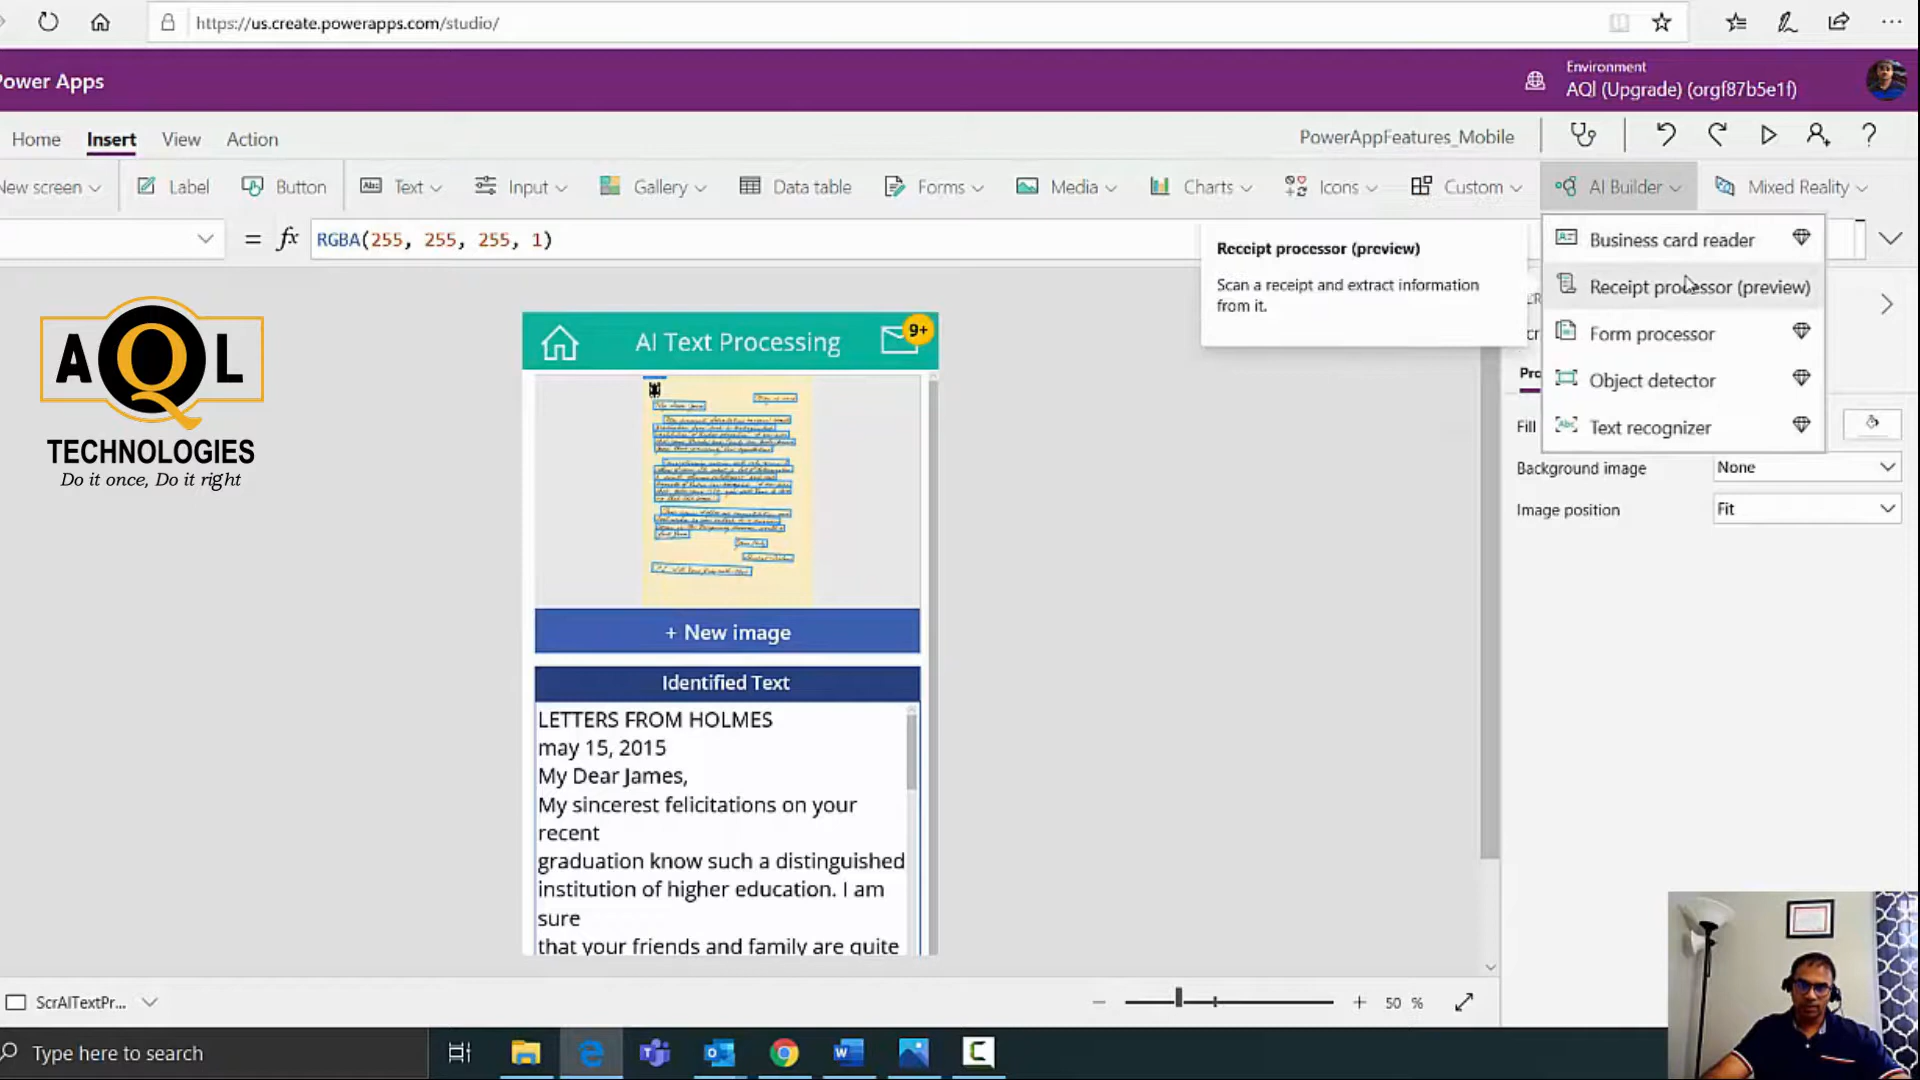 https://us.create.powerapps.com/studio/
Power Apps
Environment
AQl (Upgrade) (orgf87b5e1f)
Home Insert View Action
PowerAppFeatures_Mobile
New screen Label Button Text Input Gallery Data table Forms Media Charts Icons Custom AI Builder Mixed Reality
= fx RGBA(255, 255, 255, 1)
Receipt processor (preview)
Scan a receipt and extract information
from it.
Business card reader
Receipt processor (preview)
Form processor
Object detector
Text recognizer
Fill
Background image None
Image position Fit
AQL
TECHNOLOGIES
Do it once, Do it right
AI Text Processing 9+
+ New image
Identified Text
LETTERS FROM HOLMES
may 15, 2015
My Dear James,
My sincerest felicitations on your
recent
graduation know such a distinguished
institution of higher education. I am
sure
that your friends and family are quite
ScrAITextPr...
50 %
Type here to search